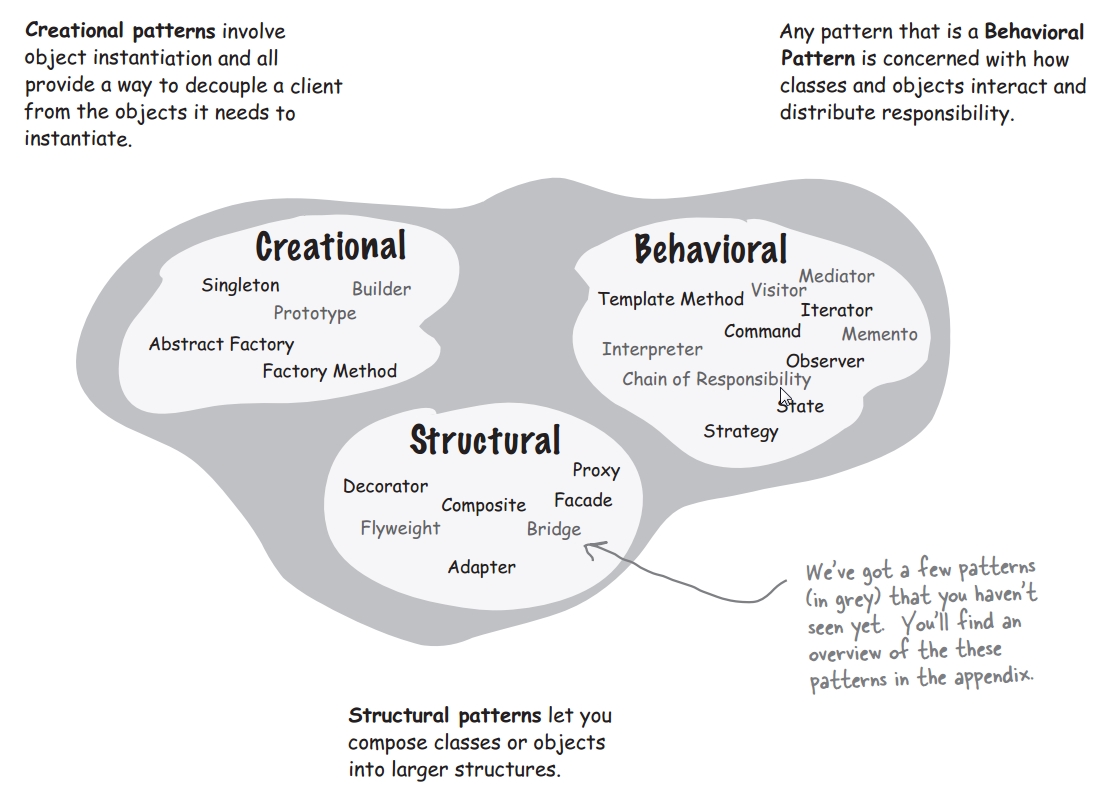 Creational patterns involve
object instantiation and all
provide a way to decouple a client
from the objects it needs to
instantiate.
Any pattern that is a Behavioral
Pattern is concerned with how
classes and objects interact and
distribute responsibility.
Creational
Singleton
Builder
Prototype
Abstract Factory
Factory Method
Behavioral
Mediator
Template Method
Visitor
Iterator
Command
Memento
Interpreter
Observer
Chain of Responsibility
State
Strategy
Structural
Proxy
Decorator
Composite
Facade
Flyweight
Bridge
Adapter
We've got a few patterns
(in grey) that you haven't
seen yet. You'll find an
overview of the these
patterns in the appendix.
Structural patterns let you
compose classes or objects
into larger structures.